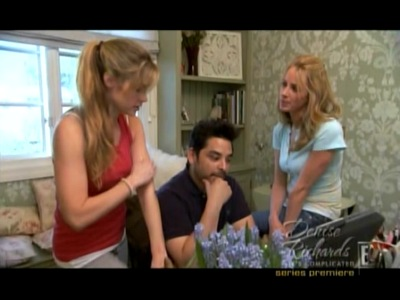 Denise
Richards
IT'S COMPLICATED
E!
series premiere